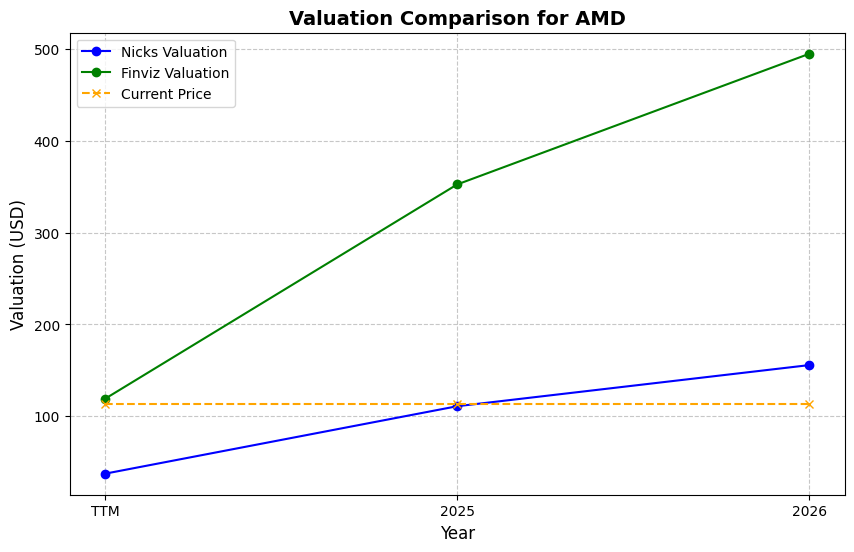 Valuation Comparison for AMD
Nicks Valuation
Finviz Valuation
Current Price
500
400
300
200
100
Valuation (USD)
TTM 2025 2026
Year